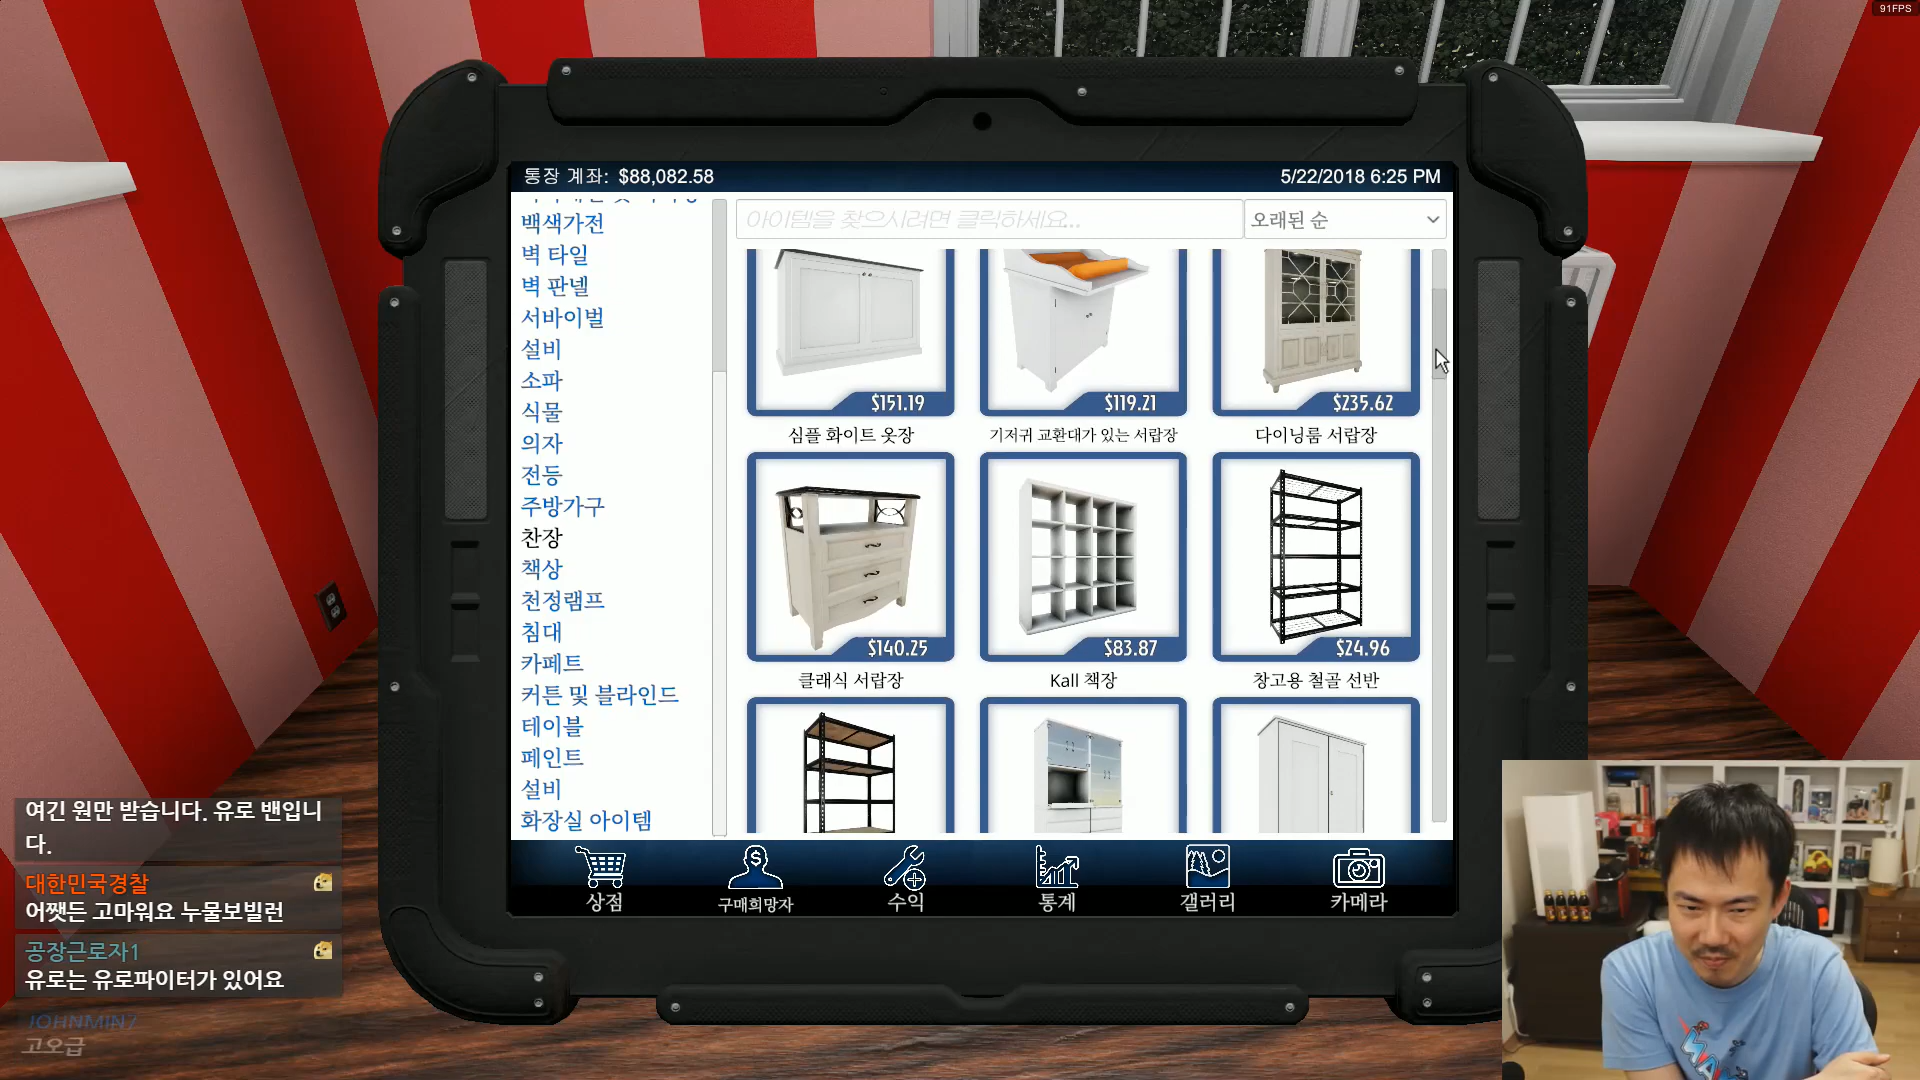 91FPS
통장 계좌: $88,082.58
5/22/2018 6:25 PM
백색가전
벽 타일
벽 판넬
서바이벌
설비
소파
식물
의자
전등
주방가구
찬장
책상
천정램프
침대
카페트
커튼 및 블라인드
테이블
페인트
설비
화장실 아이템
아이템을 찾으시려면 클릭하세요...
오래된 순
$151.19
$119.21
$235.62
심플 화이트 옷장
기저귀 교환대가 있는 서랍장
다이닝룸 서랍장
$140.25
$83.87
$24.96
클래식 서랍장
Kall 책장
창고용 철골 선반
상점
구매희망자
수익
통계
갤러리
카메라
여긴 원만 받습니다. 유로 밴입니
다.
대한민국경찰
어쨋든 고마워요 누물보빌런
공장근로자1
유로는 유로파이터가 있어요
JOHNMIN7
고오급